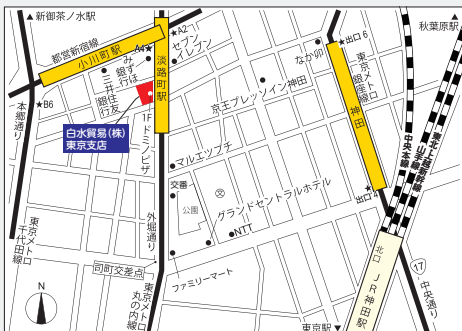 ▲新御茶ノ水駅
都営新宿線
小川町駅
A4★
★A2
セブン
イレブン
みずほ
銀行
三井住友
銀行
淡路町駅
★B6
本郷通り
白水貿易(株)
東京支店
1F
ドミノピザ
なか卯
★出口6
京王プレッソイン神田
東京メトロ
銀座線
神田
秋葉原駅▲
東北・上越新幹線
山手線
中央本線
マルエツプチ
交番
公園
文
グランドセントラルホテル
NTT
出口4
外堀通り
東京メトロ
千代田線
司町交差点
ファミリーマート
東京メトロ
丸の内線
北口
JR神田駅
17
中央通り
東京駅▼
N